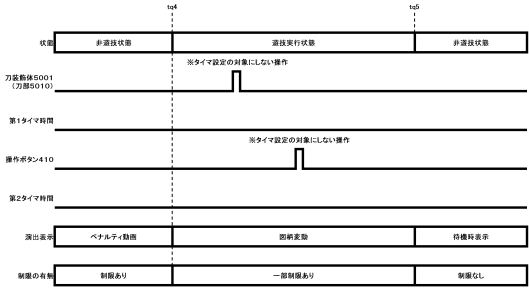 tq4 tq5
状態 非遊技状態 遊技実行状態 非遊技状態
※タイマ設定の対象にしない操作
刀装飾体5001
(刀部5010)
第1タイマ時間
※タイマ設定の対象にしない操作
操作ボタン410
第2タイマ時間
演出表示 ペナルティ動画 図柄変動 待機時表示
制限の有無 制限あり 一部制限あり 制限なし